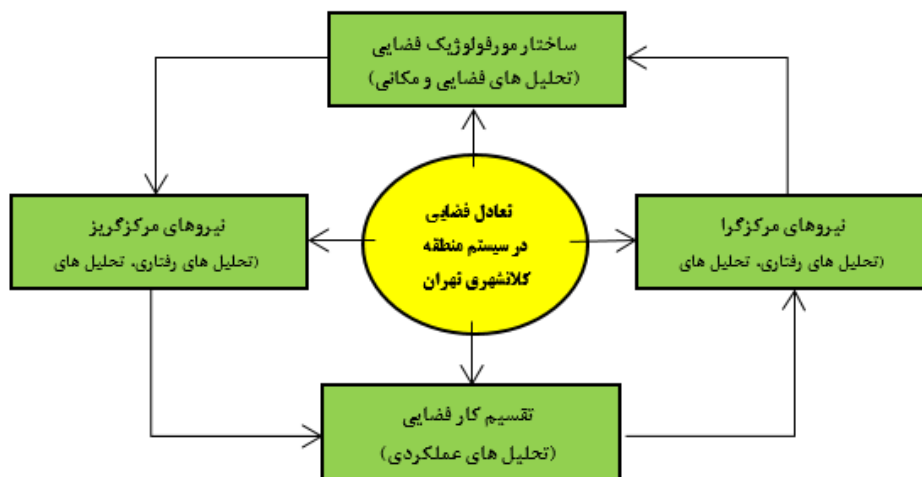 ساختار مورفولوژیک فضایی
(تحلیل های فضایی و مکانی)
نیروهای مرکزگرا
(تحلیل های رفتاری، تحلیل های
تعادل فضایی
در سیستم منطقه
کلانشهری تهران
نیروهای مرکزگریز
(تحلیل های رفتاری، تحلیل های
تقسیم کار فضایی
(تحلیل های عملکردی)